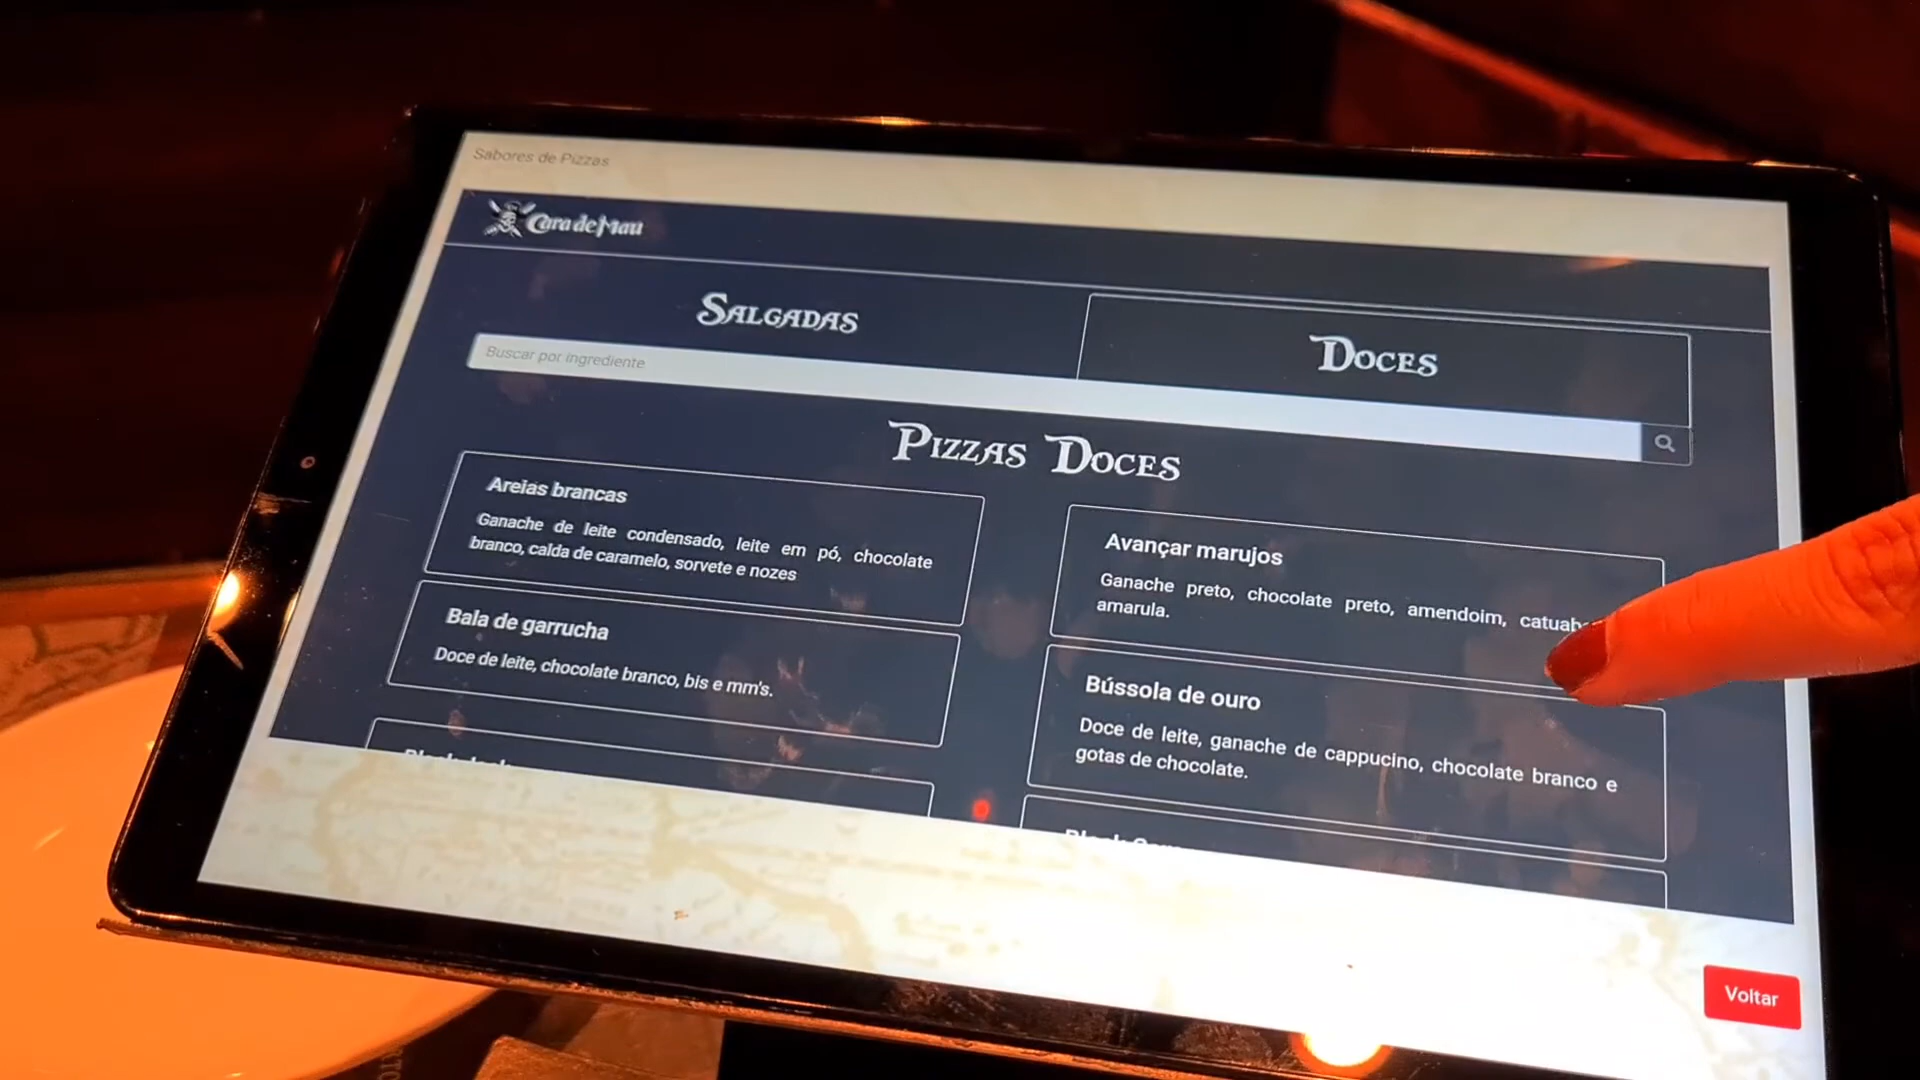 Sabores de Pizzas
Cara de Mau
Salgadas
Doces
Buscar por ingrediente
Pizzas Doces
Areias brancas
Ganache de leite condensado, leite em pó, chocolate
branco, calda de caramelo, sorvete e nozes
Avançar marujos
Ganache preto, chocolate preto, amendoim,
amarula.
Bala de garrucha
Doce de leite, chocolate branco, bis e mm's.
Bússola de ouro
Doce de leite, ganache de cappucino, chocolate branco e
gotas de chocolate.
Voltar